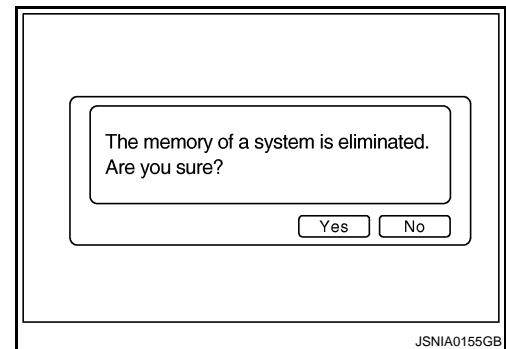 The memory of a system is eliminated.
Are you sure?
Yes No
JSNIA0155GB